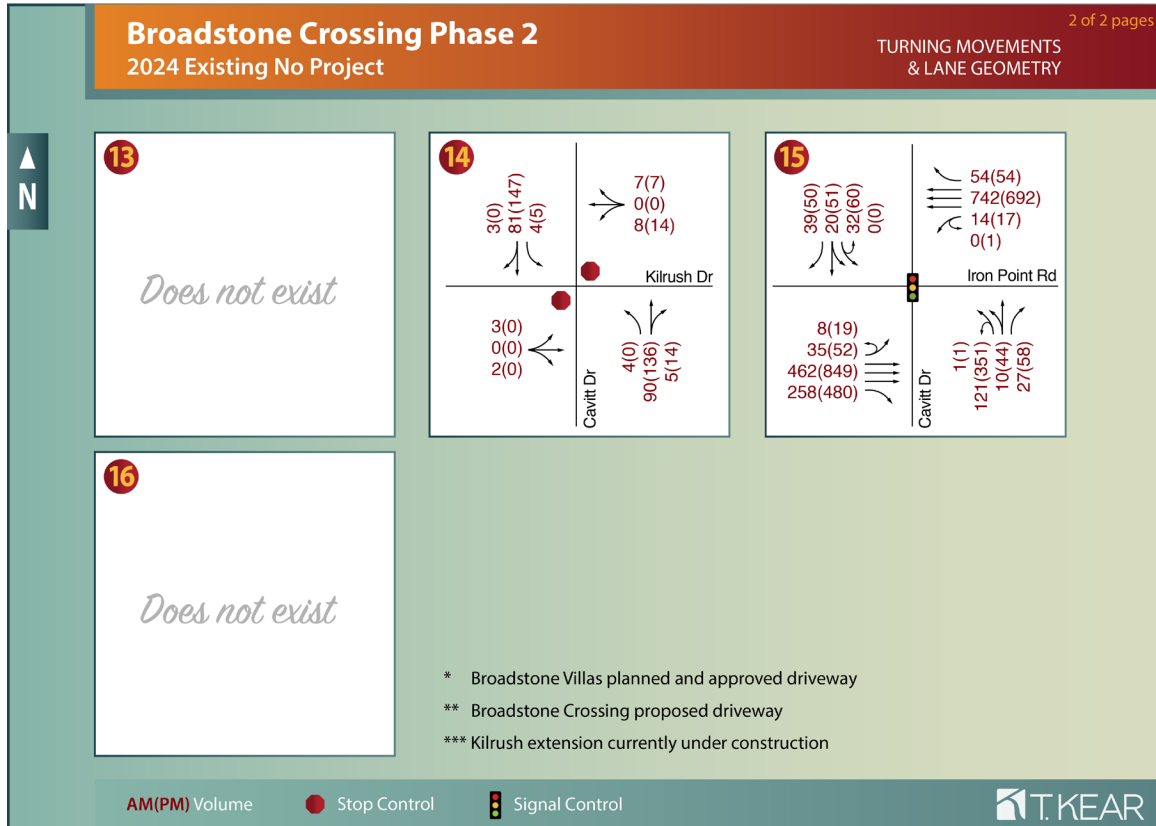 2 of 2 pages
Broadstone Crossing Phase 2
2024 Existing No Project
TURNING MOVEMENTS
& LANE GEOMETRY
N
13
Does not exist
14
3(0)
81(147)
4(5)
7(7)
0(0)
8(14)
Kilrush Dr
3(0)
0(0)
2(0)
4(0)
90(136)
5(14)
Cavitt Dr
15
39(50)
20(51)
32(60)
0(0)
54(54)
742(692)
14(17)
0(1)
Iron Point Rd
8(19)
35(52)
462(849)
258(480)
1(1)
121(351)
10(44)
27(58)
Cavitt Dr
16
Does not exist
* Broadstone Villas planned and approved driveway
** Broadstone Crossing proposed driveway
*** Kilrush extension currently under construction
AM(PM) Volume
Stop Control
Signal Control
T.KEAR